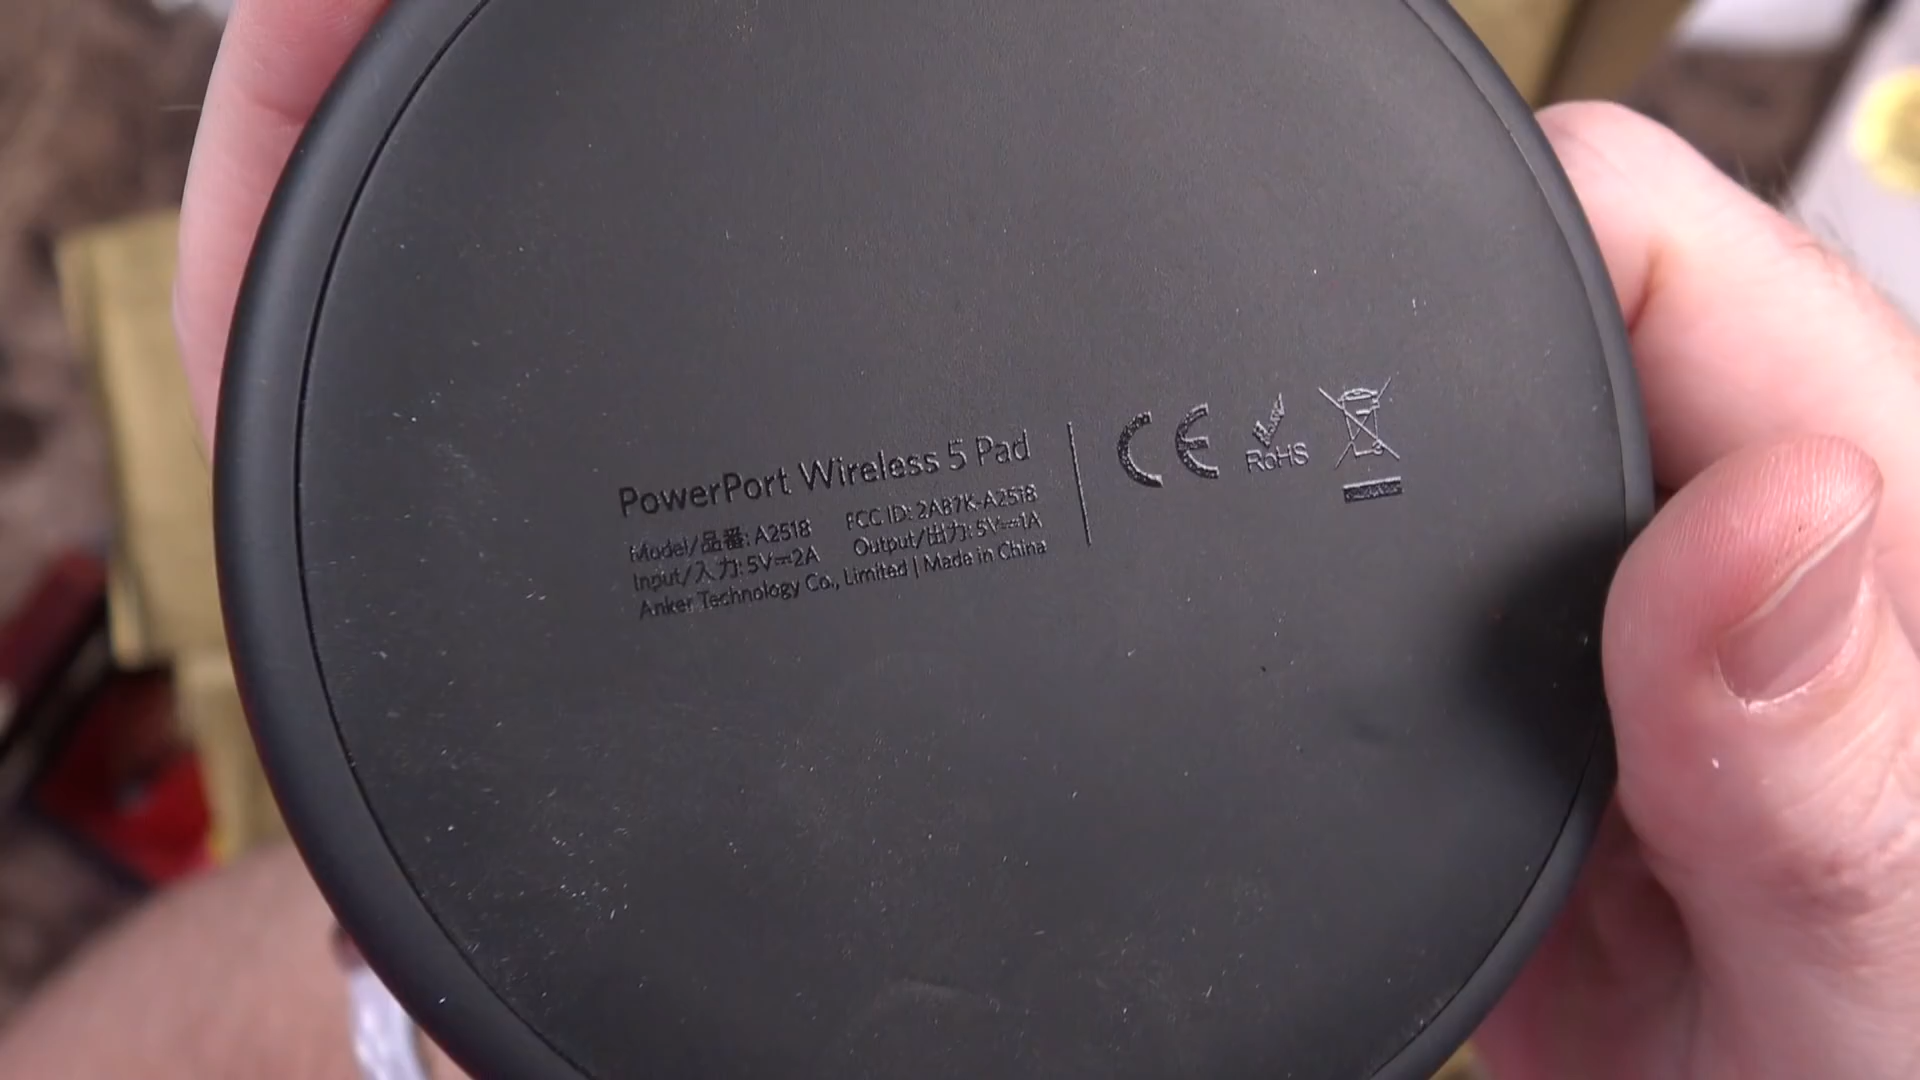 PowerPort Wireless 5 Pad
Model/品番: A2518 FCC ID: 2AB7K-A2518
Input/入力: 5V⎓2A Output/出力: 5V⎓1A
Anker Technology Co., Limited | Made in China
CE
RoHS